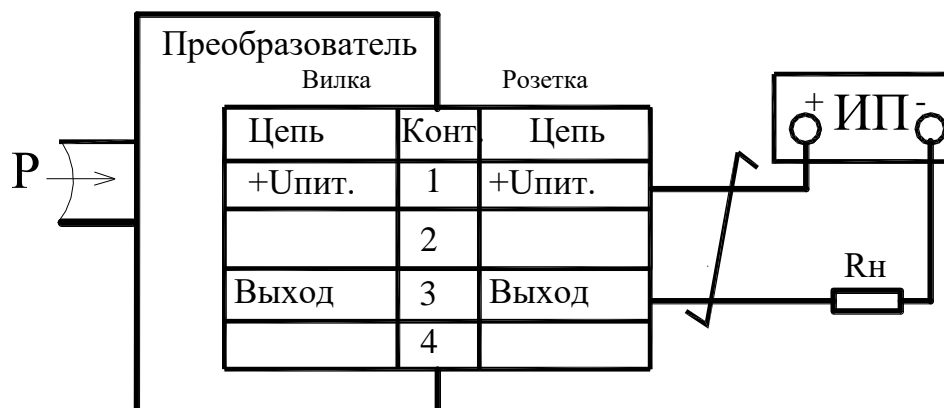 Преобразователь
Вилка Розетка
Цепь Конт. Цепь
+Uпит. 1 +Uпит.
2
Выход 3 Выход
4
P
+ ИП -
Rн